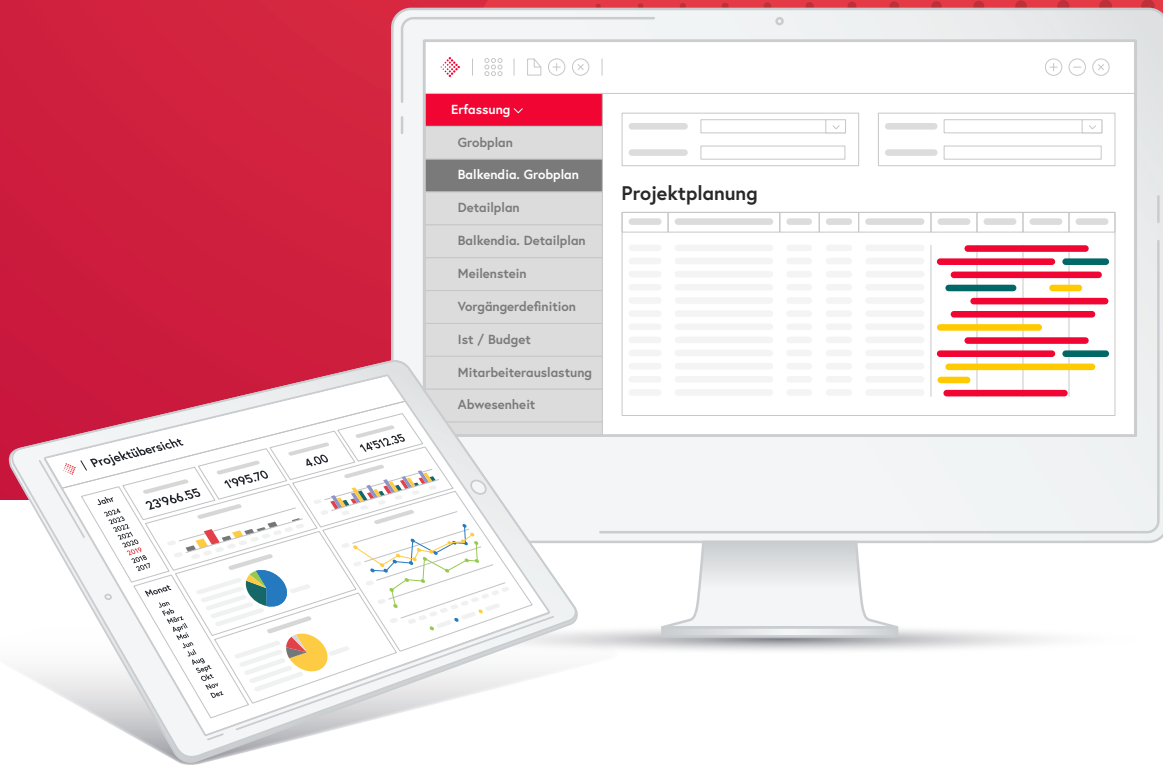 Erfassung
Grobplan
Balkendia. Grobplan
Detailplan
Balkendia. Detailplan
Meilenstein
Vorgängerdefinition
Ist / Budget
Mitarbeiterauslastung
Abwesenheit
Projektplanung
Projektübersicht
Jahr
2024
2023
2022
2021
2020
2019
2018
2017
23'966.55
1'995.70
4.00
14'512.35
Monat
Jan
Feb
März
April
Mai
Jun
Jul
Aug
Sept
Okt
Nov
Dez